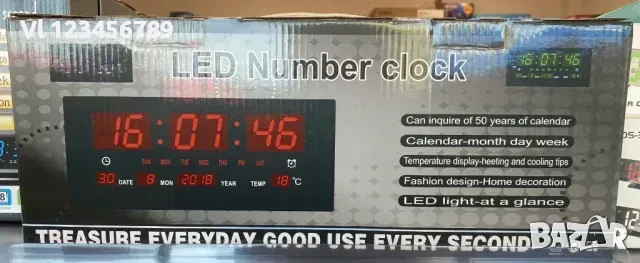 VI 123456789
LED Number clock
16:07:46
16:07:46
SUN MON TUE WED THU FRI SAT
30 DATE 8 MON 2018 YEAR TEMP 18 °C
Can inquire of 50 years of calendar
Calendar-month day week
Temperature display-heeting and cooling tips
Fashion design-Home decoration
LED light-at a glance
TREASURE EVERYDAY GOOD USE EVERY SECOND
BAZAR